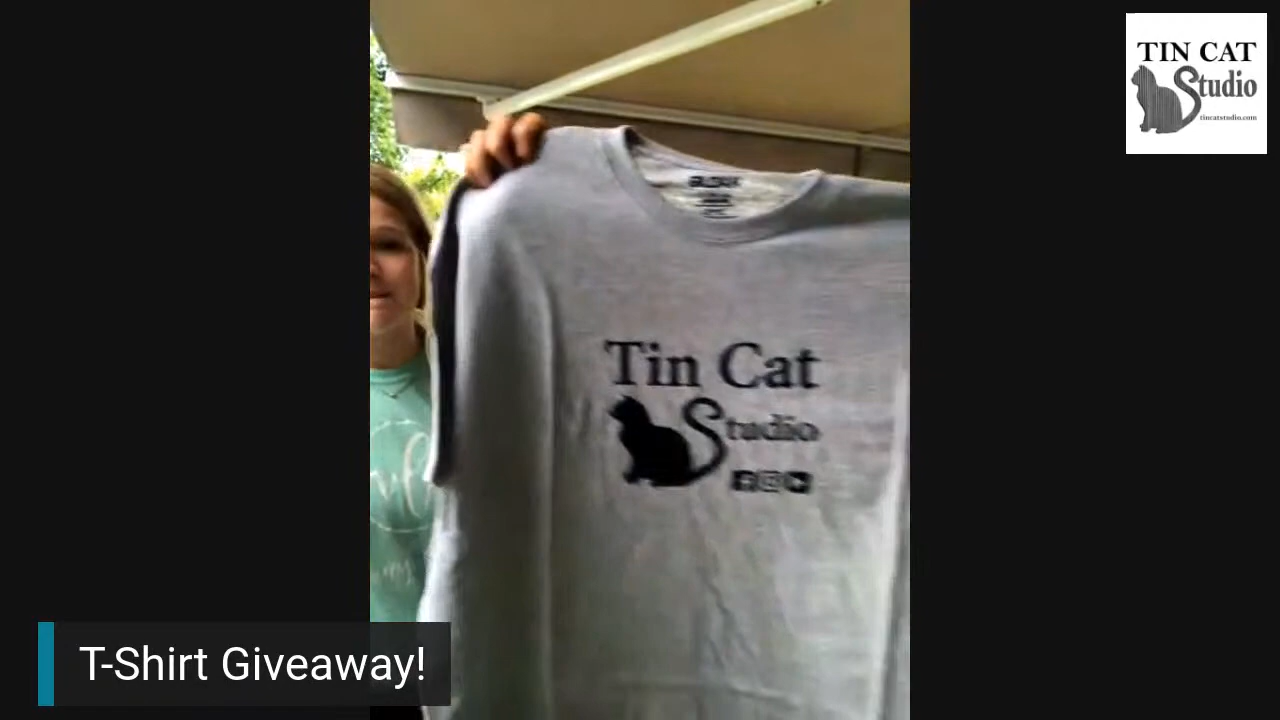 TIN CAT
Studio
tincatstudio.com
Tin Cat
Studio
T-Shirt Giveaway!